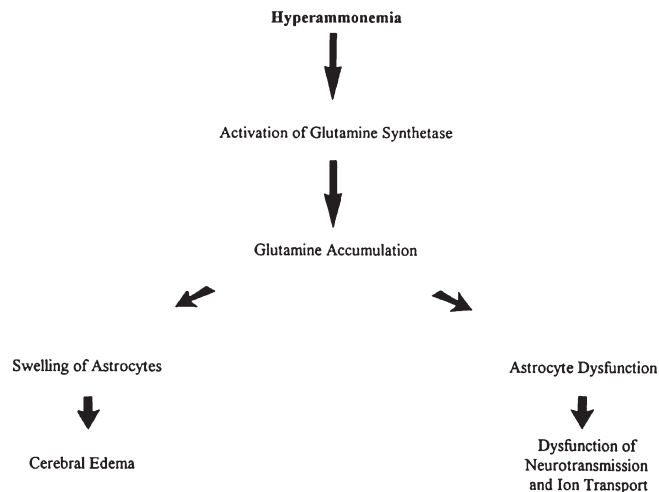 Hyperammonemia
Activation of Glutamine Synthetase
Glutamine Accumulation
Swelling of Astrocytes
Astrocyte Dysfunction
Cerebral Edema
Dysfunction of
Neurotransmission
and Ion Transport